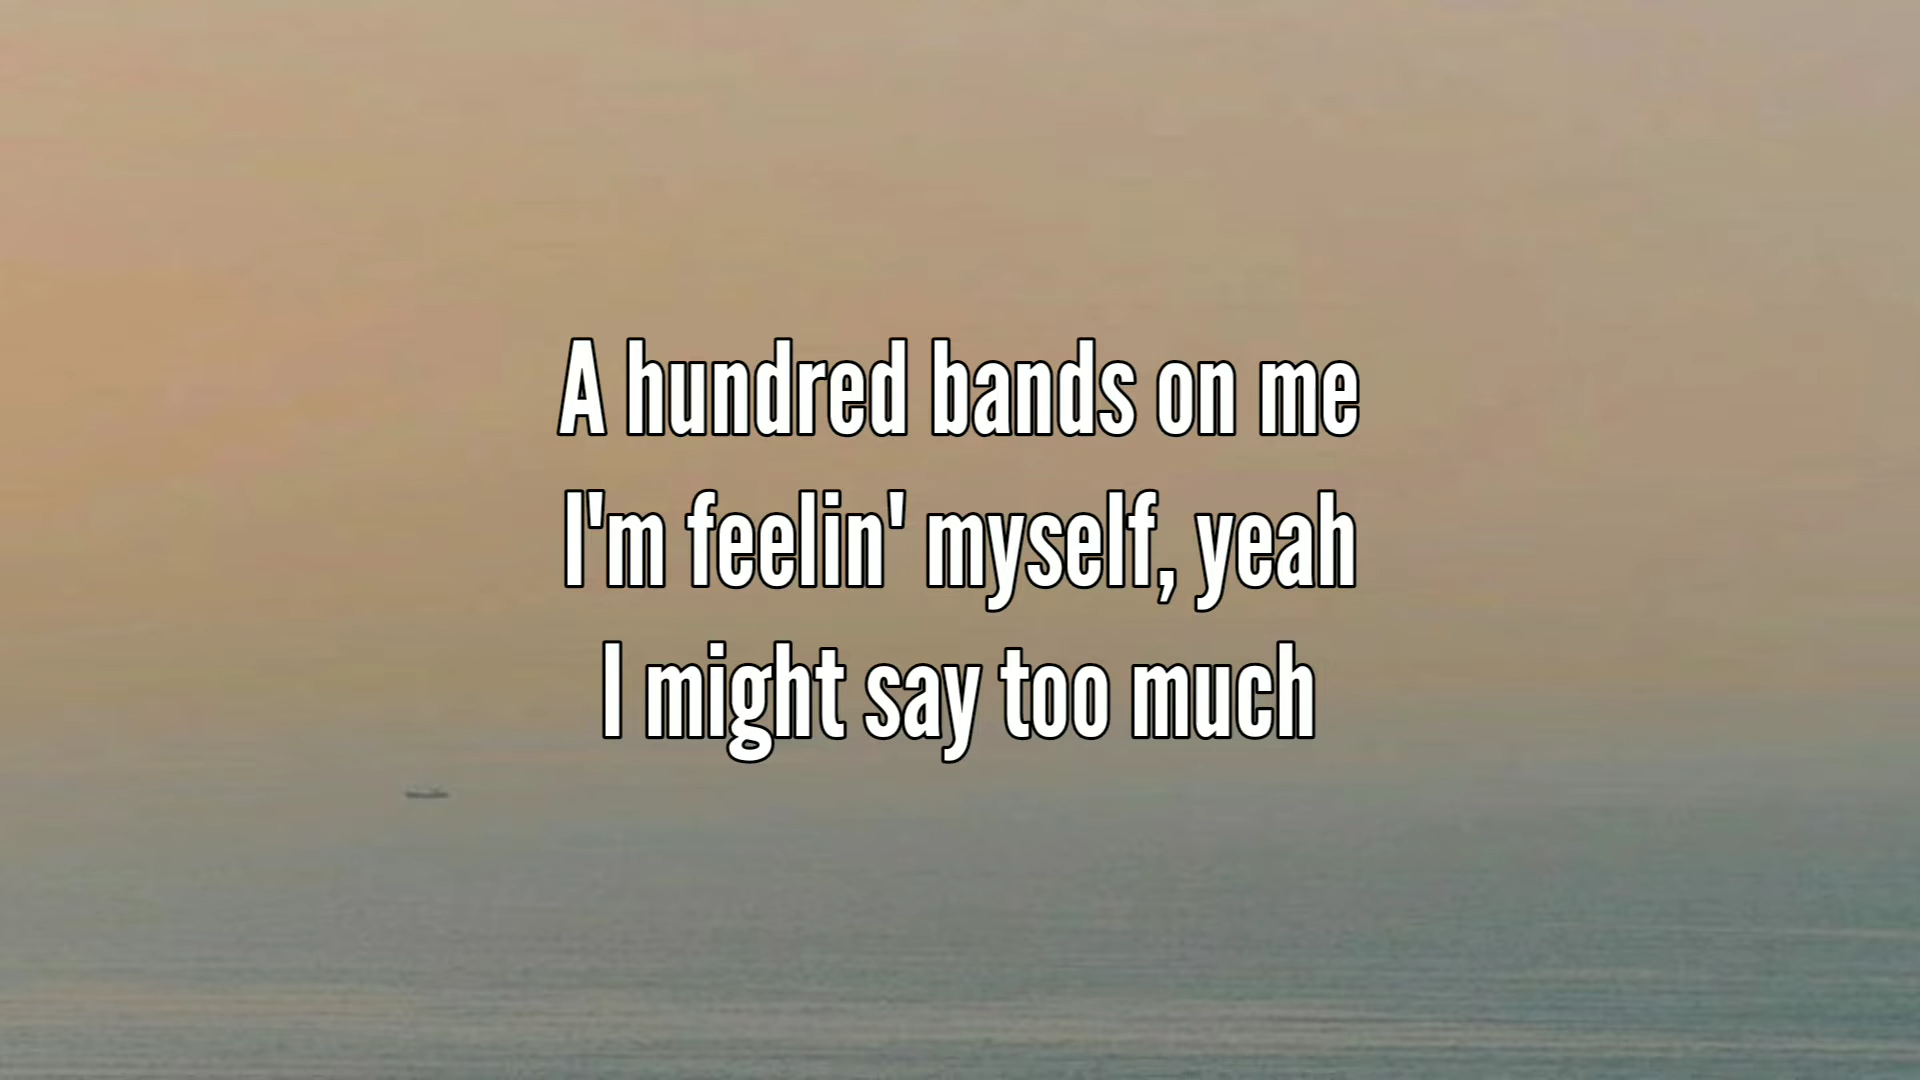 A hundred bands on me
I'm feelin' myself, yeah
I might say too much